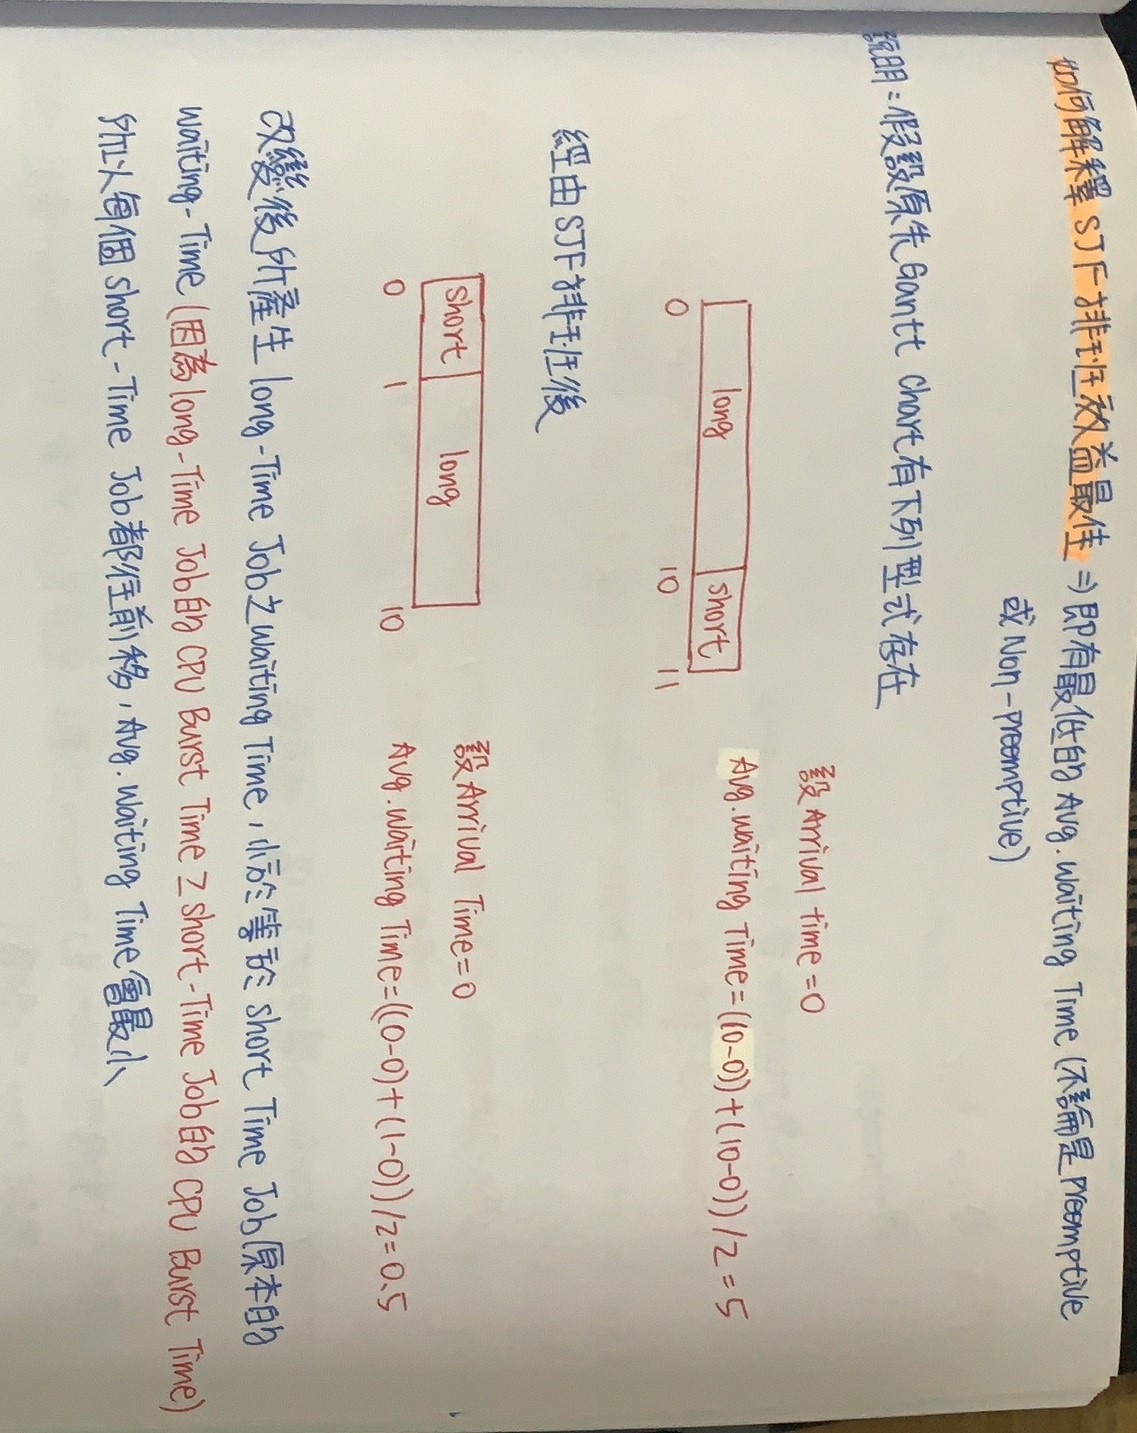 如何解釋 SJF 排班效益最佳 ⇒ 即有最低的 Avg. Waiting Time (不論是 Preemptive
或 Non-preemptive)
說明：假設原先 Gantt Chart 有下列型式存在
設 Arrival time = 0
long short
Avg. waiting Time = ((0-0)) + (10-0)) / 2 = 5
0 10 11
經由 SJF 排班後
short long
設 Arrival Time = 0
0 1 10
Avg. Waiting Time = ((0-0) + (1-0)) / 2 = 0.5
改變後所產生 long-Time Job 之 Waiting Time, 小於等於 short Time Job 原本的
Waiting-Time (因為 long-Time Job 的 CPU Burst Time ≥ short-Time Job 的 CPU Burst Time)
所以每個 short-Time Job 都往前移, Avg. Waiting Time 會最小